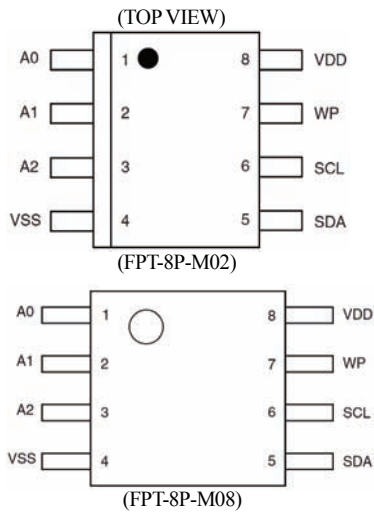 (TOP VIEW)
A0 1 8 VDD
A1 2 7 WP
A2 3 6 SCL
VSS 4 5 SDA
(FPT-8P-M02)
A0 1 8 VDD
A1 2 7 WP
A2 3 6 SCL
VSS 4 5 SDA
(FPT-8P-M08)